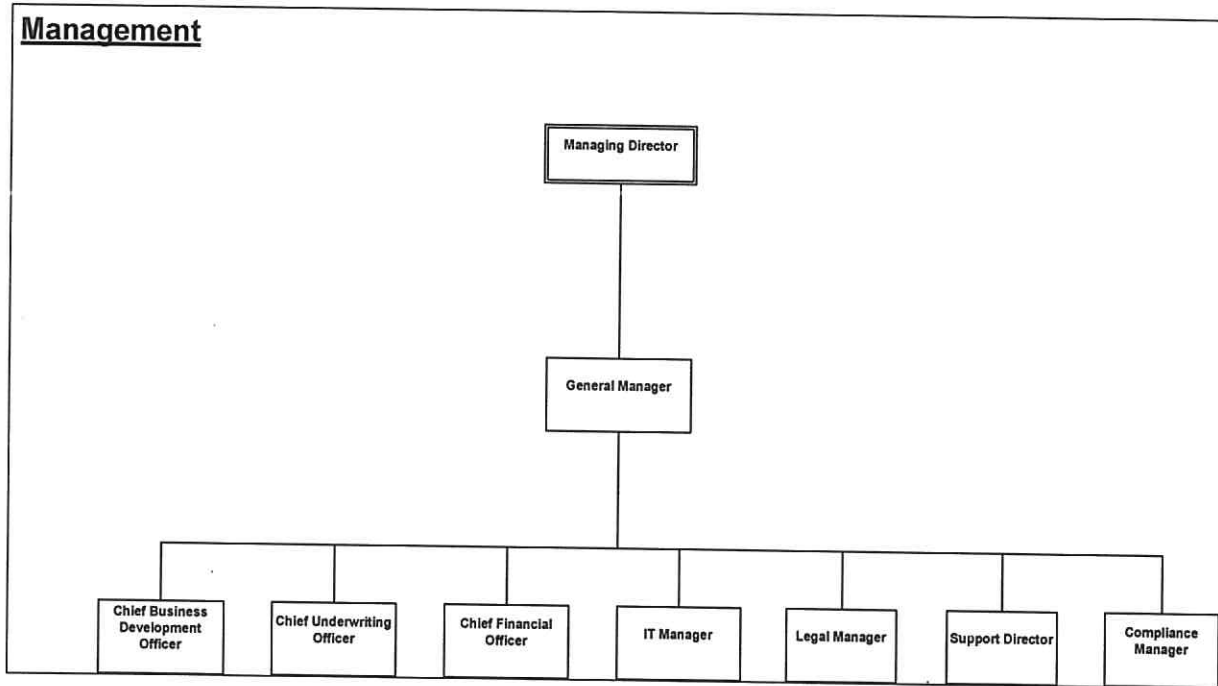 Management
Managing Director
General Manager
Chief Business
Development
Officer
Chief Underwriting
Officer
Chief Financial
Officer
IT Manager
Legal Manager
Support Director
Compliance
Manager